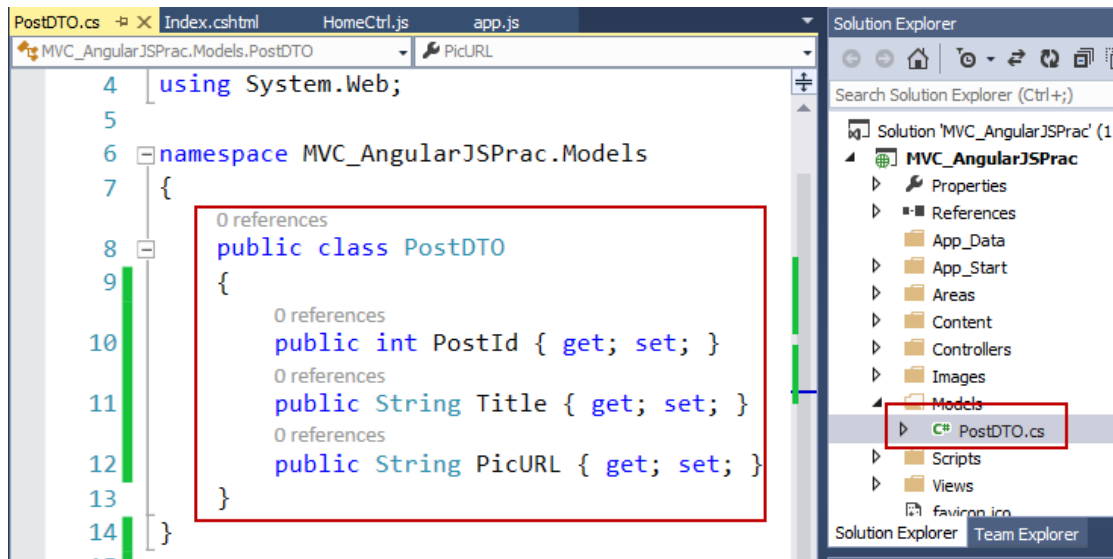 PostDTO.cs Index.cshtml HomeCtrl.js app.js
MVC_AngularJSPrac.Models.PostDTO PicURL
4 using System.Web;
5
6 namespace MVC_AngularJSPrac.Models
7 {
0 references
8 public class PostDTO
9 {
0 references
10 public int PostId { get; set; }
0 references
11 public String Title { get; set; }
0 references
12 public String PicURL { get; set; }
13 }
14 }
Solution Explorer
Search Solution Explorer (Ctrl+;)
Solution 'MVC_AngularJSPrac' (1
MVC_AngularJSPrac
Properties
References
App_Data
App_Start
Areas
Content
Controllers
Images
Models
C# PostDTO.cs
Scripts
Views
favicon.ico
Solution Explorer Team Explorer